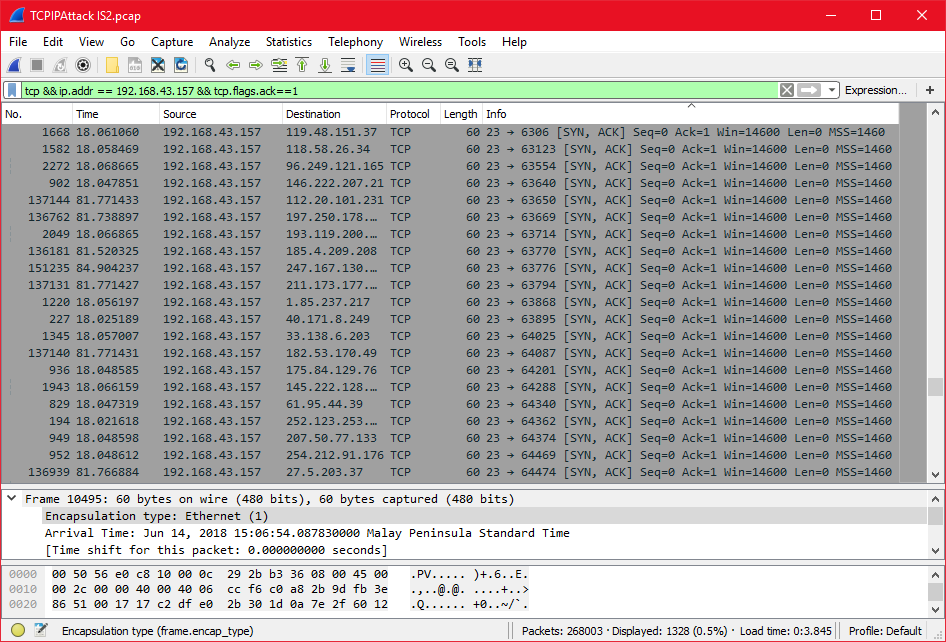 TCPIPAttack IS2.pcap
File Edit View Go Capture Analyze Statistics Telephony Wireless Tools Help
tcp &&ip.addr == 192.168.43.157 && tcp.flags.ack==1 Expression... +
No. Time Source Destination Protocol Length Info
1668 18.061060 192.168.43.157 119.48.151.37 TCP 60 23 → 6306 [SYN, ACK] Seq=0 Ack=1 Win=14600 Len=0 MSS=1460
1582 18.058469 192.168.43.157 118.58.26.34 TCP 60 23 → 63123 [SYN, ACK] Seq=0 Ack=1 Win=14600 Len=0 MSS=1460
2272 18.068665 192.168.43.157 96.249.121.165 TCP 60 23 → 63554 [SYN, ACK] Seq=0 Ack=1 Win=14600 Len=0 MSS=1460
902 18.047851 192.168.43.157 146.222.207.21 TCP 60 23 → 63640 [SYN, ACK] Seq=0 Ack=1 Win=14600 Len=0 MSS=1460
137144 81.771433 192.168.43.157 112.20.101.231 TCP 60 23 → 63650 [SYN, ACK] Seq=0 Ack=1 Win=14600 Len=0 MSS=1460
136762 81.738897 192.168.43.157 197.250.178.… TCP 60 23 → 63669 [SYN, ACK] Seq=0 Ack=1 Win=14600 Len=0 MSS=1460
2049 18.066865 192.168.43.157 193.119.200.… TCP 60 23 → 63714 [SYN, ACK] Seq=0 Ack=1 Win=14600 Len=0 MSS=1460
136181 81.520325 192.168.43.157 185.4.209.208 TCP 60 23 → 63770 [SYN, ACK] Seq=0 Ack=1 Win=14600 Len=0 MSS=1460
151235 84.904237 192.168.43.157 247.167.130.… TCP 60 23 → 63776 [SYN, ACK] Seq=0 Ack=1 Win=14600 Len=0 MSS=1460
137131 81.771427 192.168.43.157 211.173.177.… TCP 60 23 → 63794 [SYN, ACK] Seq=0 Ack=1 Win=14600 Len=0 MSS=1460
1220 18.056197 192.168.43.157 1.85.237.217 TCP 60 23 → 63868 [SYN, ACK] Seq=0 Ack=1 Win=14600 Len=0 MSS=1460
227 18.025189 192.168.43.157 40.171.8.249 TCP 60 23 → 63895 [SYN, ACK] Seq=0 Ack=1 Win=14600 Len=0 MSS=1460
1345 18.057007 192.168.43.157 33.138.6.203 TCP 60 23 → 64025 [SYN, ACK] Seq=0 Ack=1 Win=14600 Len=0 MSS=1460
137140 81.771431 192.168.43.157 182.53.170.49 TCP 60 23 → 64087 [SYN, ACK] Seq=0 Ack=1 Win=14600 Len=0 MSS=1460
936 18.048585 192.168.43.157 175.84.129.76 TCP 60 23 → 64201 [SYN, ACK] Seq=0 Ack=1 Win=14600 Len=0 MSS=1460
1943 18.066159 192.168.43.157 145.222.128.… TCP 60 23 → 64288 [SYN, ACK] Seq=0 Ack=1 Win=14600 Len=0 MSS=1460
829 18.047319 192.168.43.157 61.95.44.39 TCP 60 23 → 64340 [SYN, ACK] Seq=0 Ack=1 Win=14600 Len=0 MSS=1460
194 18.021618 192.168.43.157 252.123.253.… TCP 60 23 → 64362 [SYN, ACK] Seq=0 Ack=1 Win=14600 Len=0 MSS=1460
949 18.048598 192.168.43.157 207.50.77.133 TCP 60 23 → 64374 [SYN, ACK] Seq=0 Ack=1 Win=14600 Len=0 MSS=1460
952 18.048612 192.168.43.157 254.212.91.176 TCP 60 23 → 64469 [SYN, ACK] Seq=0 Ack=1 Win=14600 Len=0 MSS=1460
136939 81.766884 192.168.43.157 27.5.203.37 TCP 60 23 → 64474 [SYN, ACK] Seq=0 Ack=1 Win=14600 Len=0 MSS=1460
Frame 10495: 60 bytes on wire (480 bits), 60 bytes captured (480 bits)
Encapsulation type: Ethernet (1)
Arrival Time: Jun 14, 2018 15:06:54.087830000 Malay Peninsula Standard Time
[Time shift for this packet: 0.000000000 seconds]
0000 00 50 56 e0 c8 10 00 0c 29 2b b3 36 08 00 45 00 .PV..... )+.6..E.
0010 00 2c 00 00 40 00 40 06 cc f6 c0 a8 2b 9d fb 3e .,..@.@. ....+..>
0020 86 51 00 17 17 c2 df e0 2b 30 1d 0a 7e 2f 60 12 .Q...... +0..~/`.
Encapsulation type (frame.encap_type) Packets: 268003 · Displayed: 1328 (0.5%) · Load time: 0:3.845 Profile: Default